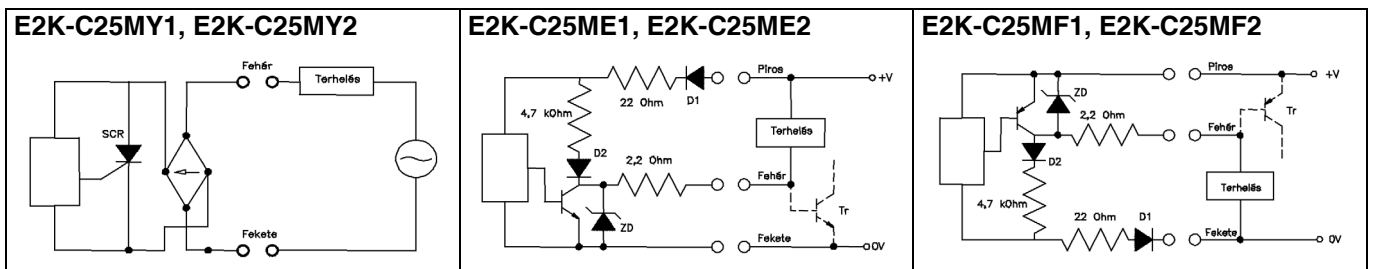 E2K-C25MY1, E2K-C25MY2
Fehér
Terhelés
SCR
Fekete
E2K-C25ME1, E2K-C25ME2
Piros
+V
22 Ohm
D1
4,7 kOhm
Terhelés
D2
2,2 Ohm
Fehér
Tr
ZD
Fekete
0V
E2K-C25MF1, E2K-C25MF2
Piros
+V
ZD
Tr
2,2 Ohm
Fehér
D2
Terhelés
4,7 kOhm
22 Ohm
D1
Fekete
0V